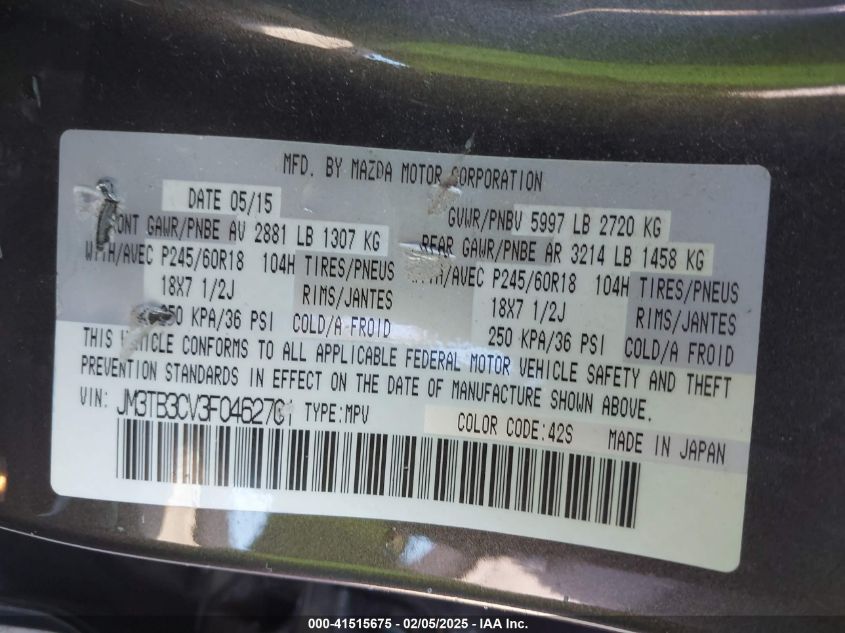 MFD. BY MAZDA MOTOR CORPORATION
DATE 05/15 GVWR/PNBV 5997 LB 2720 KG
FRONT GAWR/PNBE AV 2881 LB 1307 KG REAR GAWR/PNBE AR 3214 LB 1458 KG
WITH/AVEC P245/60R18 104H TIRES/PNEUS WITH/AVEC P245/60R18 104H TIRES/PNEUS
18X7 1/2J RIMS/JANTES 18X7 1/2J RIMS/JANTES
250 KPA/36 PSI COLD/A FROID 250 KPA/36 PSI COLD/A FROID
THIS VEHICLE CONFORMS TO ALL APPLICABLE FEDERAL MOTOR VEHICLE SAFETY AND THEFT
PREVENTION STANDARDS IN EFFECT ON THE DATE OF MANUFACTURE SHOWN ABOVE.
VIN: TYPE:MPV COLOR CODE:42S MADE IN JAPAN
000-41515675 - 02/05/2025 - IAA Inc.